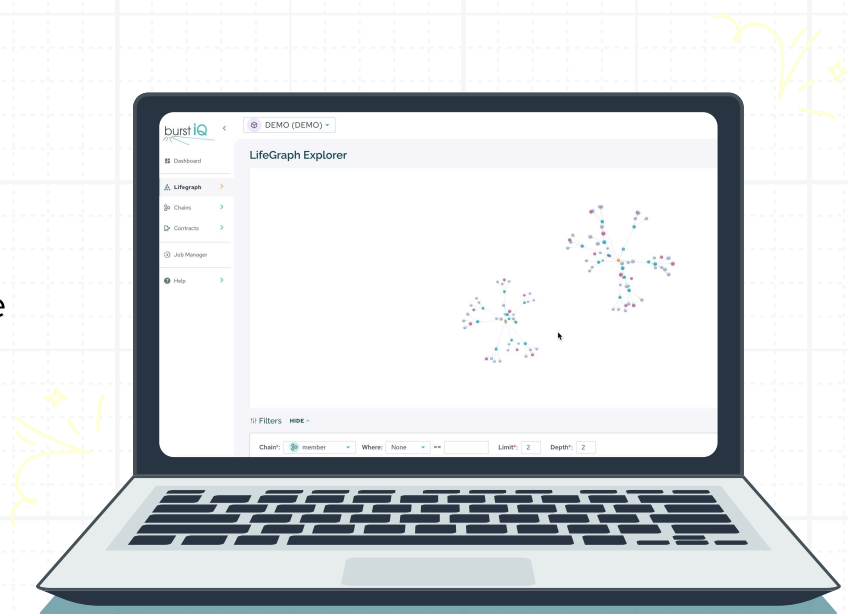 e
burst iQ
DEMO (DEMO)
LifeGraph Explorer
Dashboard
Lifegraph
Chains
Contracts
Job Manager
Help
Filters HIDE
Chain*: member Where: None == Limit*: 2 Depth*: 2